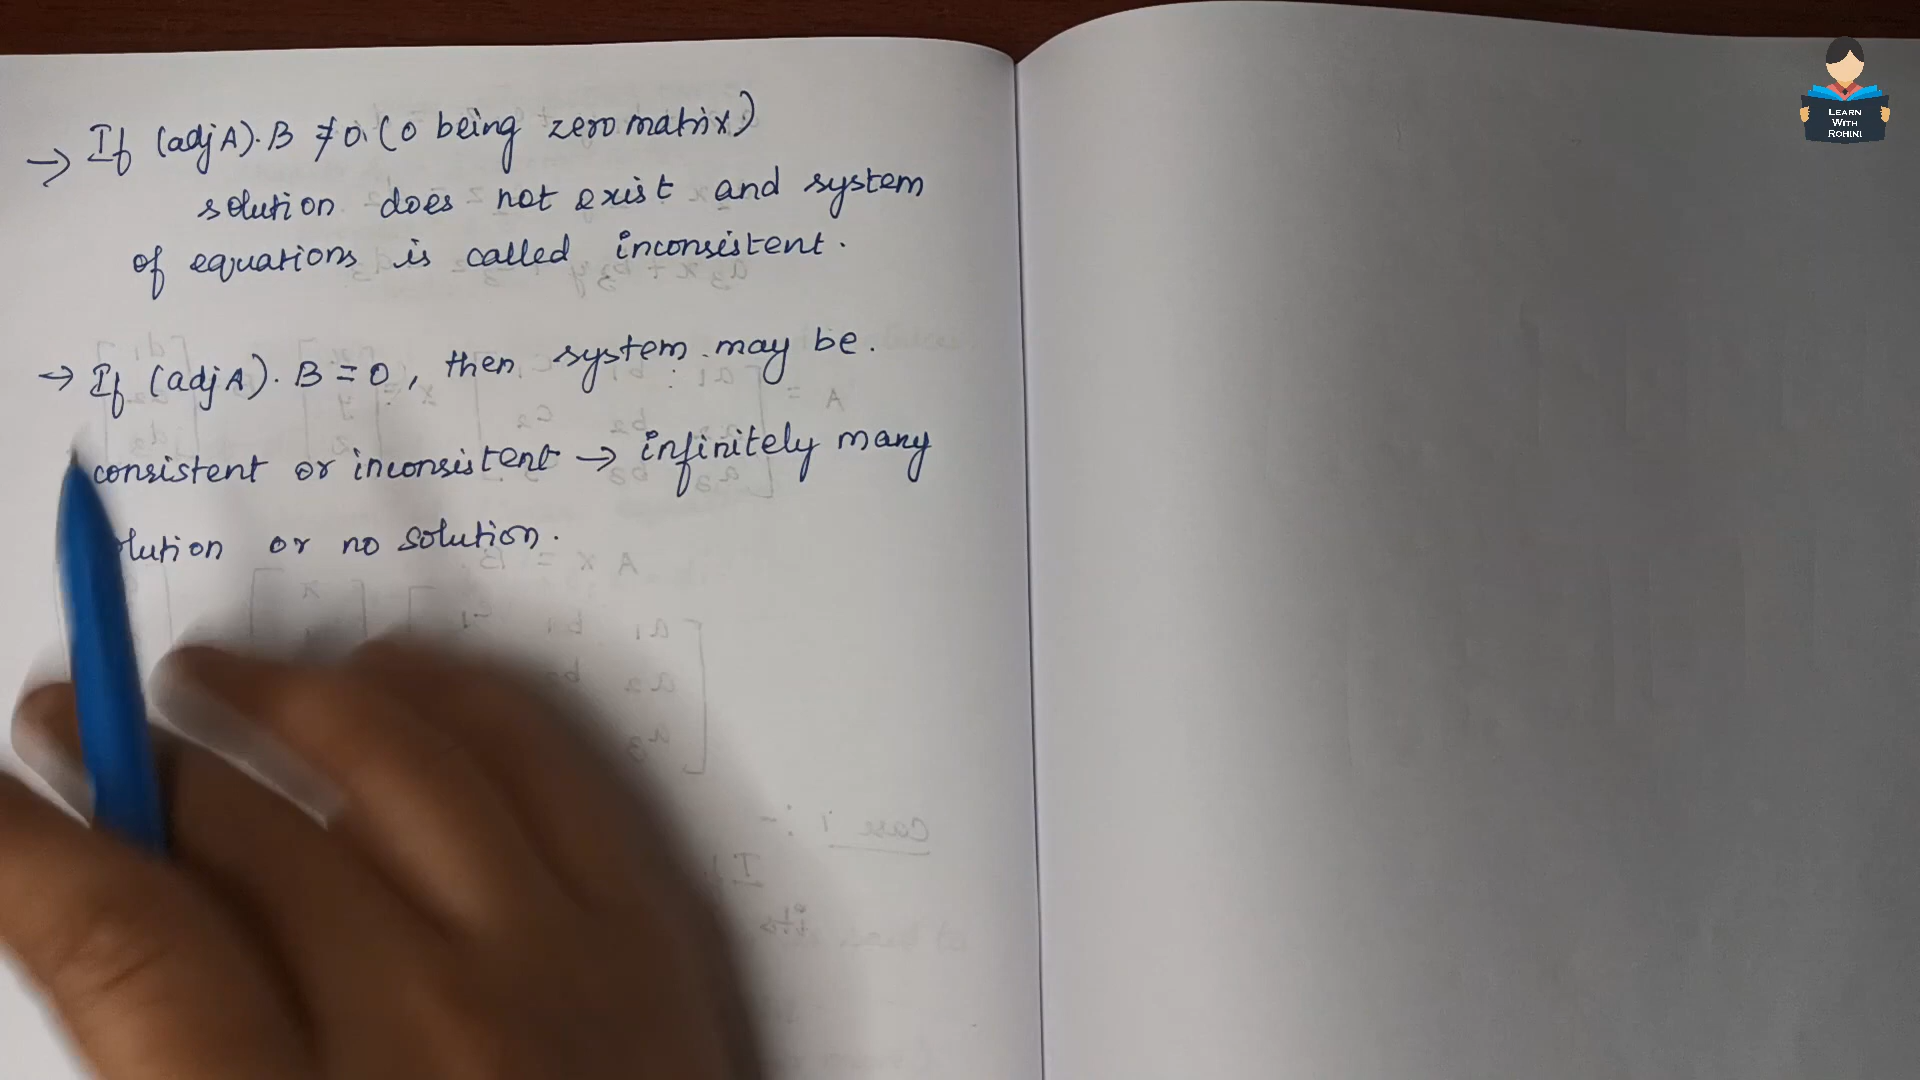 → If (adj A). B ≠ 0. (0 being zero matrix)
solution does not exist and system
of equations is called inconsistent.
→ If (adj A). B = 0, then system may be.
consistent or inconsistent → infinitely many
lution or no solution.
LEARN
WITH
ROHINI